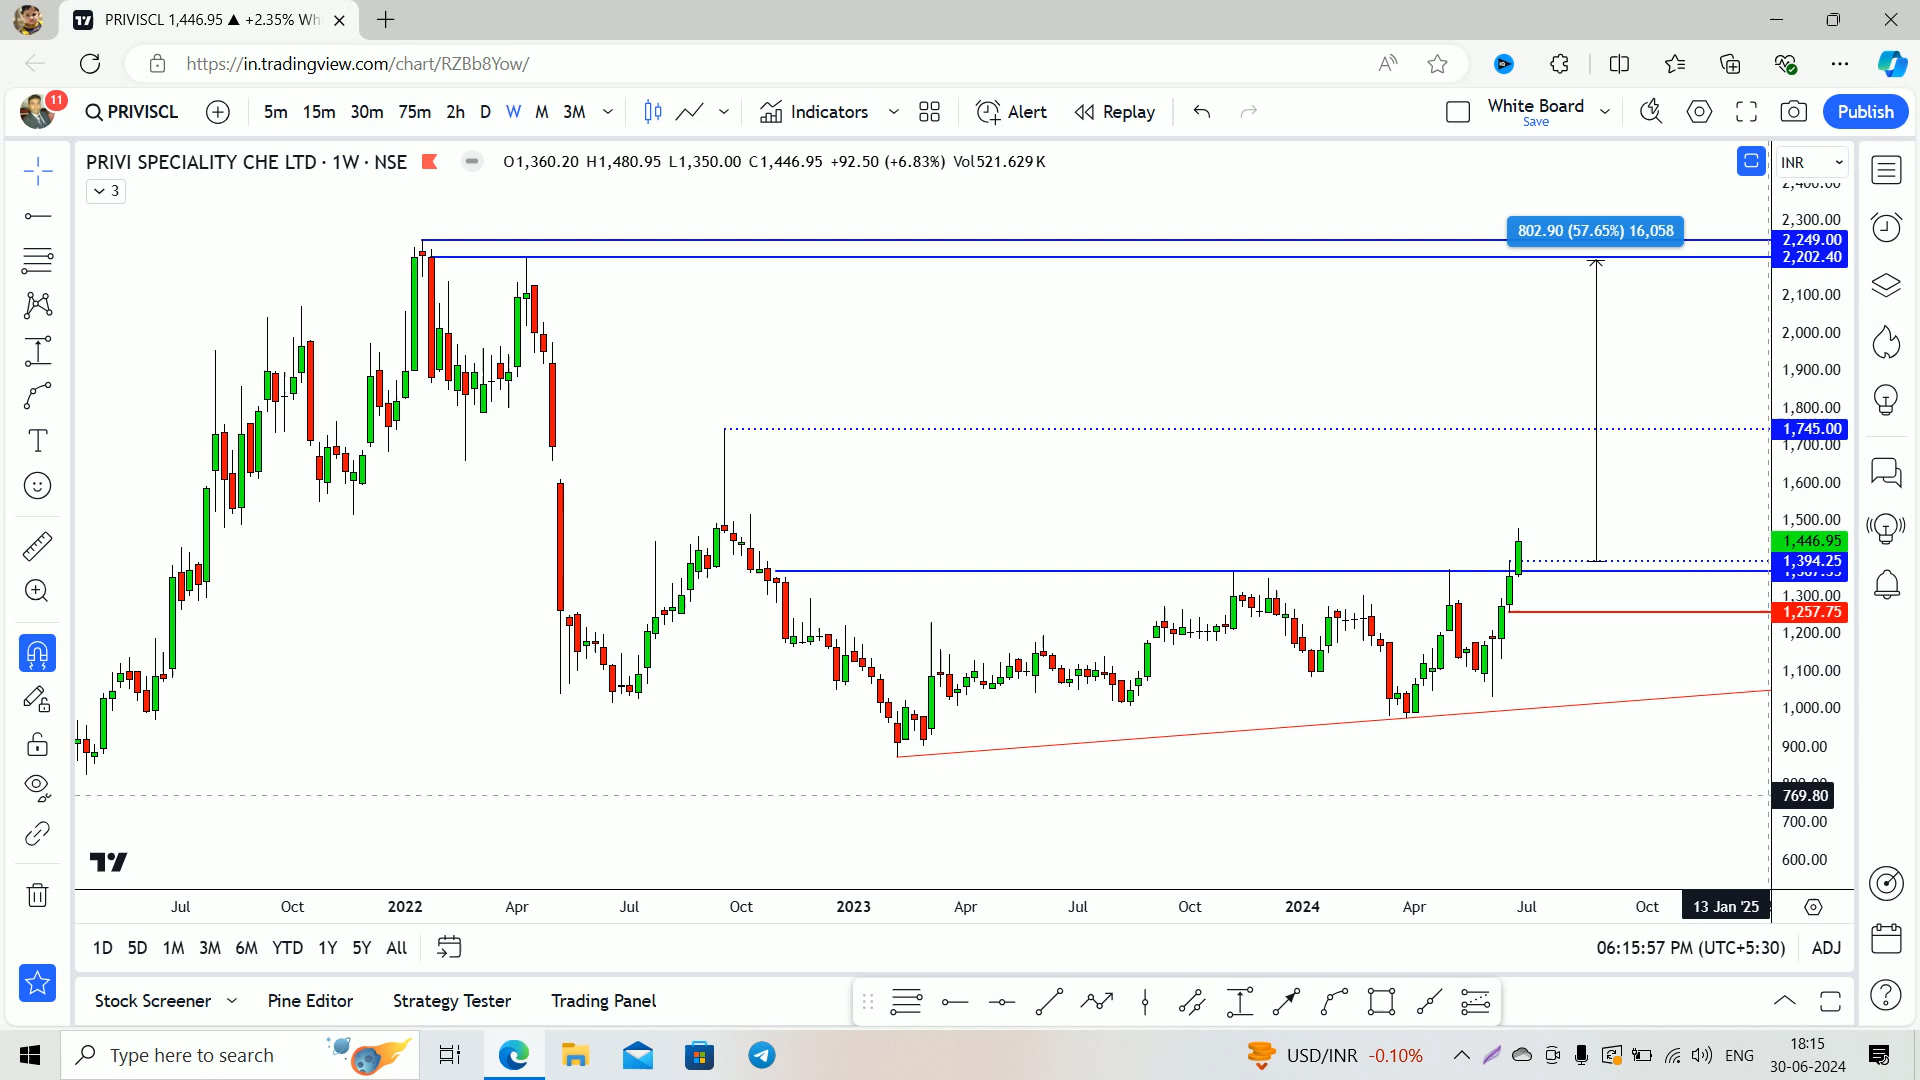 PRIVISCL 1,446.95 ▲ +2.35% Wh
https://in.tradingview.com/chart/RZBb8Yow/
11
PRIVISCL 5m 15m 30m 75m 2h D W M 3M Indicators Alert Replay White Board Publish
Save
PRIVI SPECIALITY CHE LTD · 1W · NSE O1,360.20 H1,480.95 L1,350.00 C1,446.95 +92.50 (+6.83%) Vol521.629K INR
3
2,400.00
2,300.00
802.90 (57.65%) 16,058
2,249.00
2,202.40
2,100.00
2,000.00
1,900.00
1,800.00
1,745.00
1,700.00
1,600.00
1,500.00
1,446.95
1,394.25
1,300.00
1,257.75
1,200.00
1,100.00
1,000.00
900.00
769.80
700.00
600.00
Jul Oct 2022 Apr Jul Oct 2023 Apr Jul Oct 2024 Apr Jul Oct 13 Jan '25
1D 5D 1M 3M 6M YTD 1Y 5Y All 06:15:57 PM (UTC+5:30) ADJ
Stock Screener Pine Editor Strategy Tester Trading Panel
Type here to search USD/INR -0.10% ENG 18:15
30-06-2024